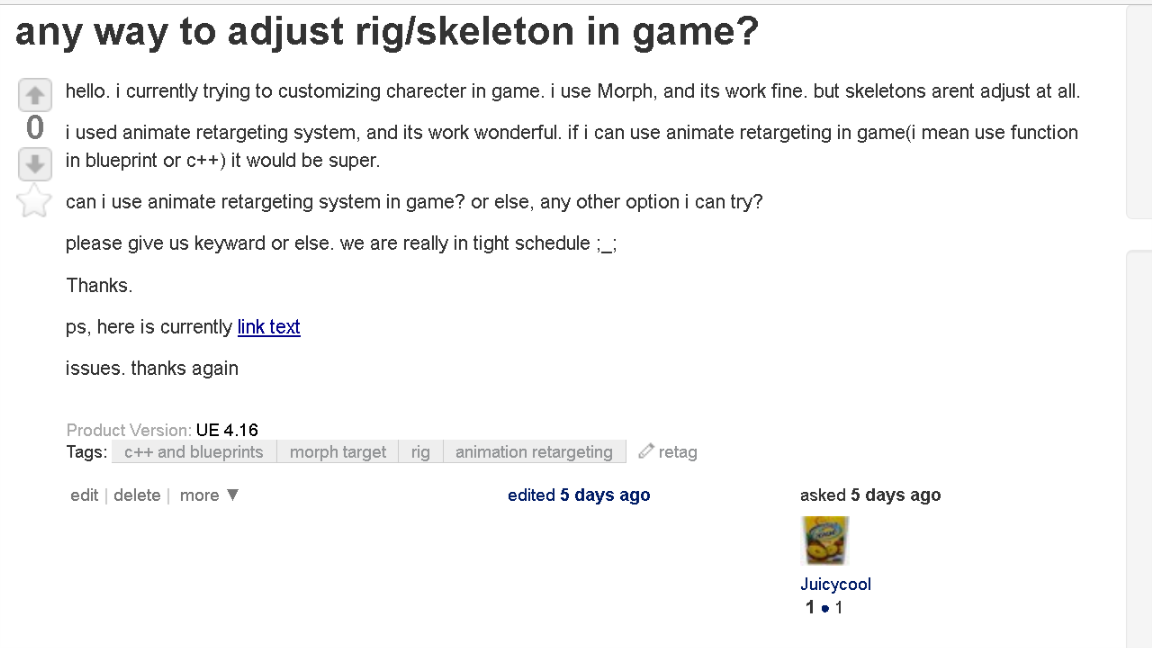 any way to adjust rig/skeleton in game?
hello. i currently trying to customizing charecter in game. i use Morph, and its work fine. but skeletons arent adjust at all.
0
i used animate retargeting system, and its work wonderful. if i can use animate retargeting in game(i mean use function
in blueprint or c++) it would be super.
can i use animate retargeting system in game? or else, any other option i can try?
please give us keyward or else. we are really in tight schedule ;_;
Thanks.
ps, here is currently link text
issues. thanks again
Product Version: UE 4.16
Tags: c++ and blueprints morph target rig animation retargeting retag
edit | delete | more ▼ edited 5 days ago asked 5 days ago
Juicycool
1 ● 1